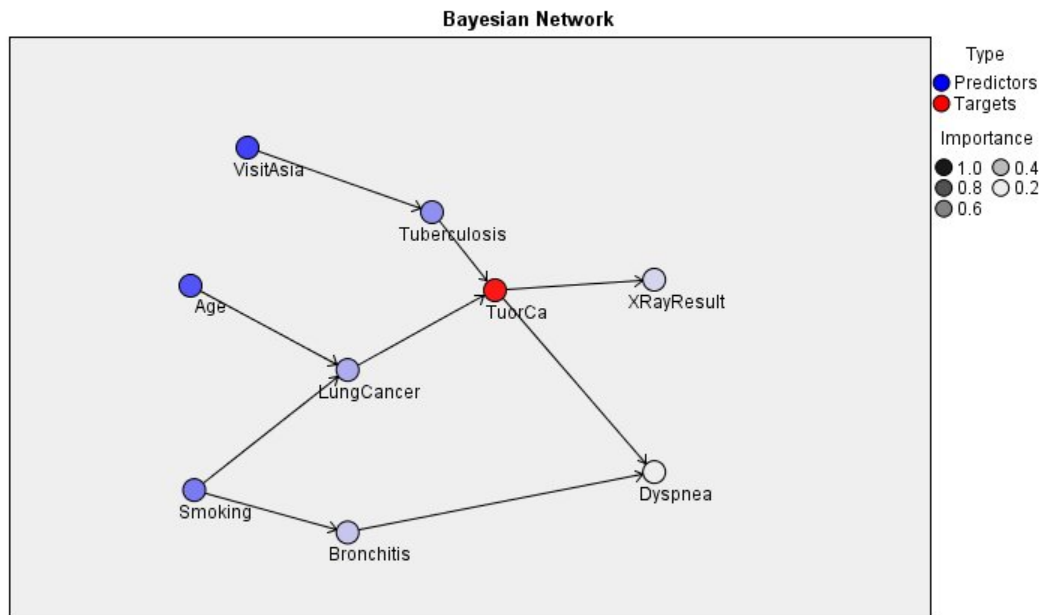 Bayesian Network
Type
Predictors
Targets
Importance
1.0 0.4
0.8 0.2
0.6
VisitAsia
Tuberculosis
Age
TuorCa
XRayResult
LungCancer
Smoking
Dyspnea
Bronchitis